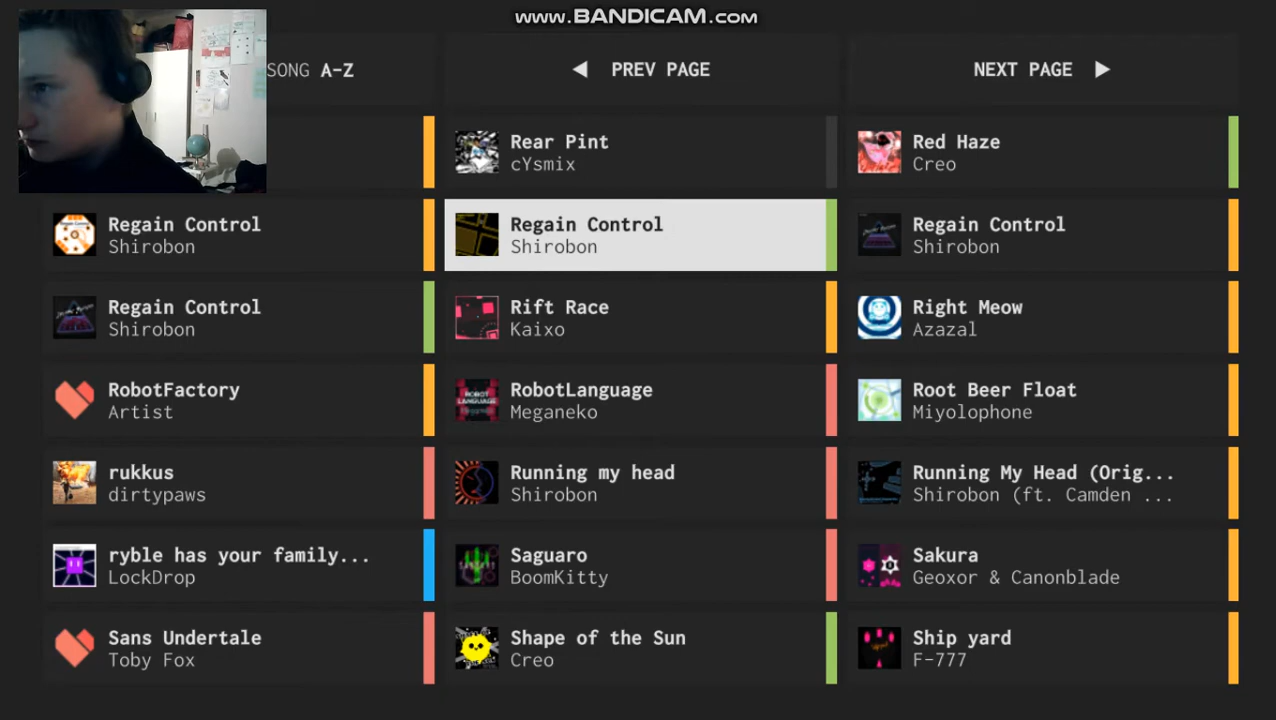 www.BANDICAM.com
SONG A-Z
PREV PAGE
NEXT PAGE
Rear Pint
cYsmix
Red Haze
Creo
Regain Control
Shirobon
Regain Control
Shirobon
Regain Control
Shirobon
Regain Control
Shirobon
Rift Race
Kaixo
Right Meow
Azazal
RobotFactory
Artist
RobotLanguage
Meganeko
Root Beer Float
Miyolophone
rukkus
dirtypaws
Running my head
Shirobon
Running My Head (Orig...
Shirobon (ft. Camden ...
ryble has your family...
LockDrop
Saguaro
BoomKitty
Sakura
Geoxor & Canonblade
Sans Undertale
Toby Fox
Shape of the Sun
Creo
Ship yard
F-777